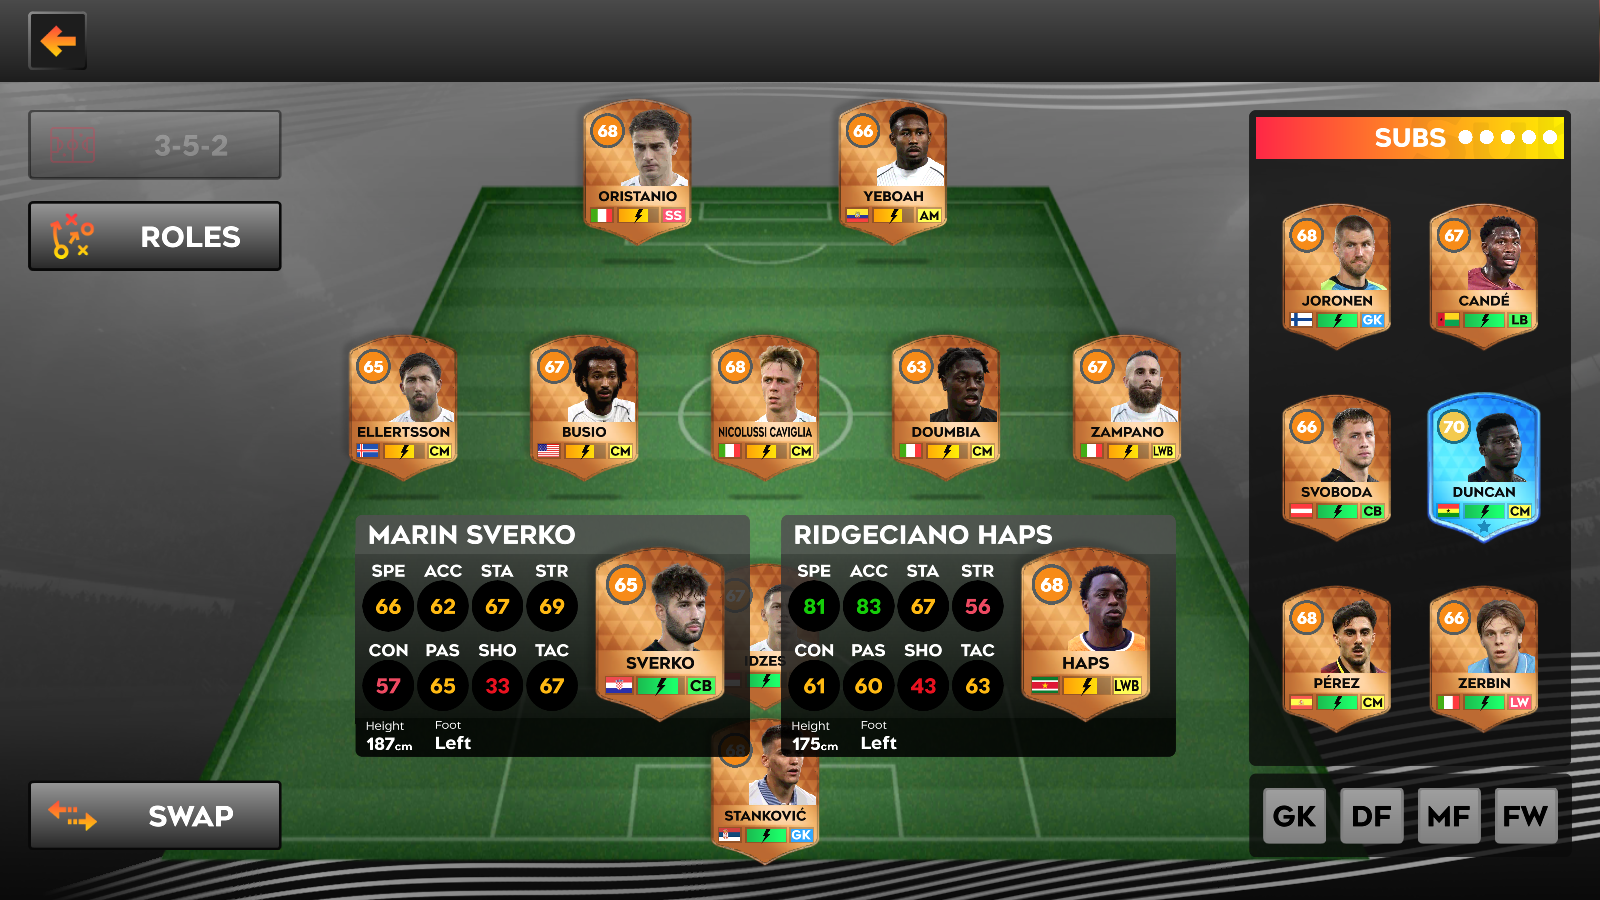 3-5-2
ROLES
SWAP
68
ORISTANIO
SS
66
YEBOAH
AM
65
ELLERTSSON
CM
67
BUSIO
CM
68
NICOLUSSI CAVIGLIA
CM
63
DOUMBIA
CM
67
ZAMPANO
LWB
MARIN SVERKO
SPE ACC STA STR
66 62 67 69
CON PAS SHO TAC
57 65 33 67
Height Foot
187cm Left
65
SVERKO
CB
67
IDZES
RIDGECIANO HAPS
SPE ACC STA STR
81 83 67 56
CON PAS SHO TAC
61 60 43 63
Height Foot
175cm Left
68
HAPS
LWB
68
STANKOVIĆ
GK
SUBS
68
JORONEN
GK
67
CANDÉ
LB
66
SVOBODA
CB
70
DUNCAN
CM
68
PÉREZ
CM
66
ZERBIN
LW
GK DF MF FW